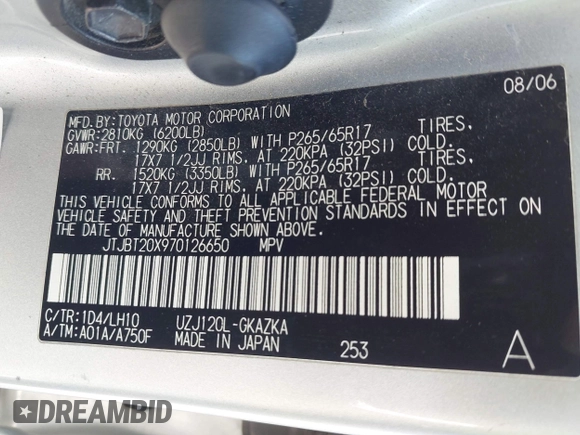 08/06
MFD.BY:TOYOTA MOTOR CORPORATION
GVWR:2810KG (6200LB)
GAWR:FRT. 1290KG (2850LB) WITH P265/65R17 TIRES,
17X7 1/2JJ RIMS, AT 220KPA (32PSI) COLD.
RR. 1520KG (3350LB) WITH P265/65R17 TIRES,
17X7 1/2JJ RIMS, AT 220KPA (32PSI) COLD.
THIS VEHICLE CONFORMS TO ALL APPLICABLE FEDERAL MOTOR
VEHICLE SAFETY AND THEFT PREVENTION STANDARDS IN EFFECT ON
THE DATE OF MANUFACTURE SHOWN ABOVE.
JTJBT20X970126650 MPV
C/TR:1D4/LH10 UZJ120L-GKAZKA
A/TM:A01A/A750F MADE IN JAPAN 253 A
DREAMBID